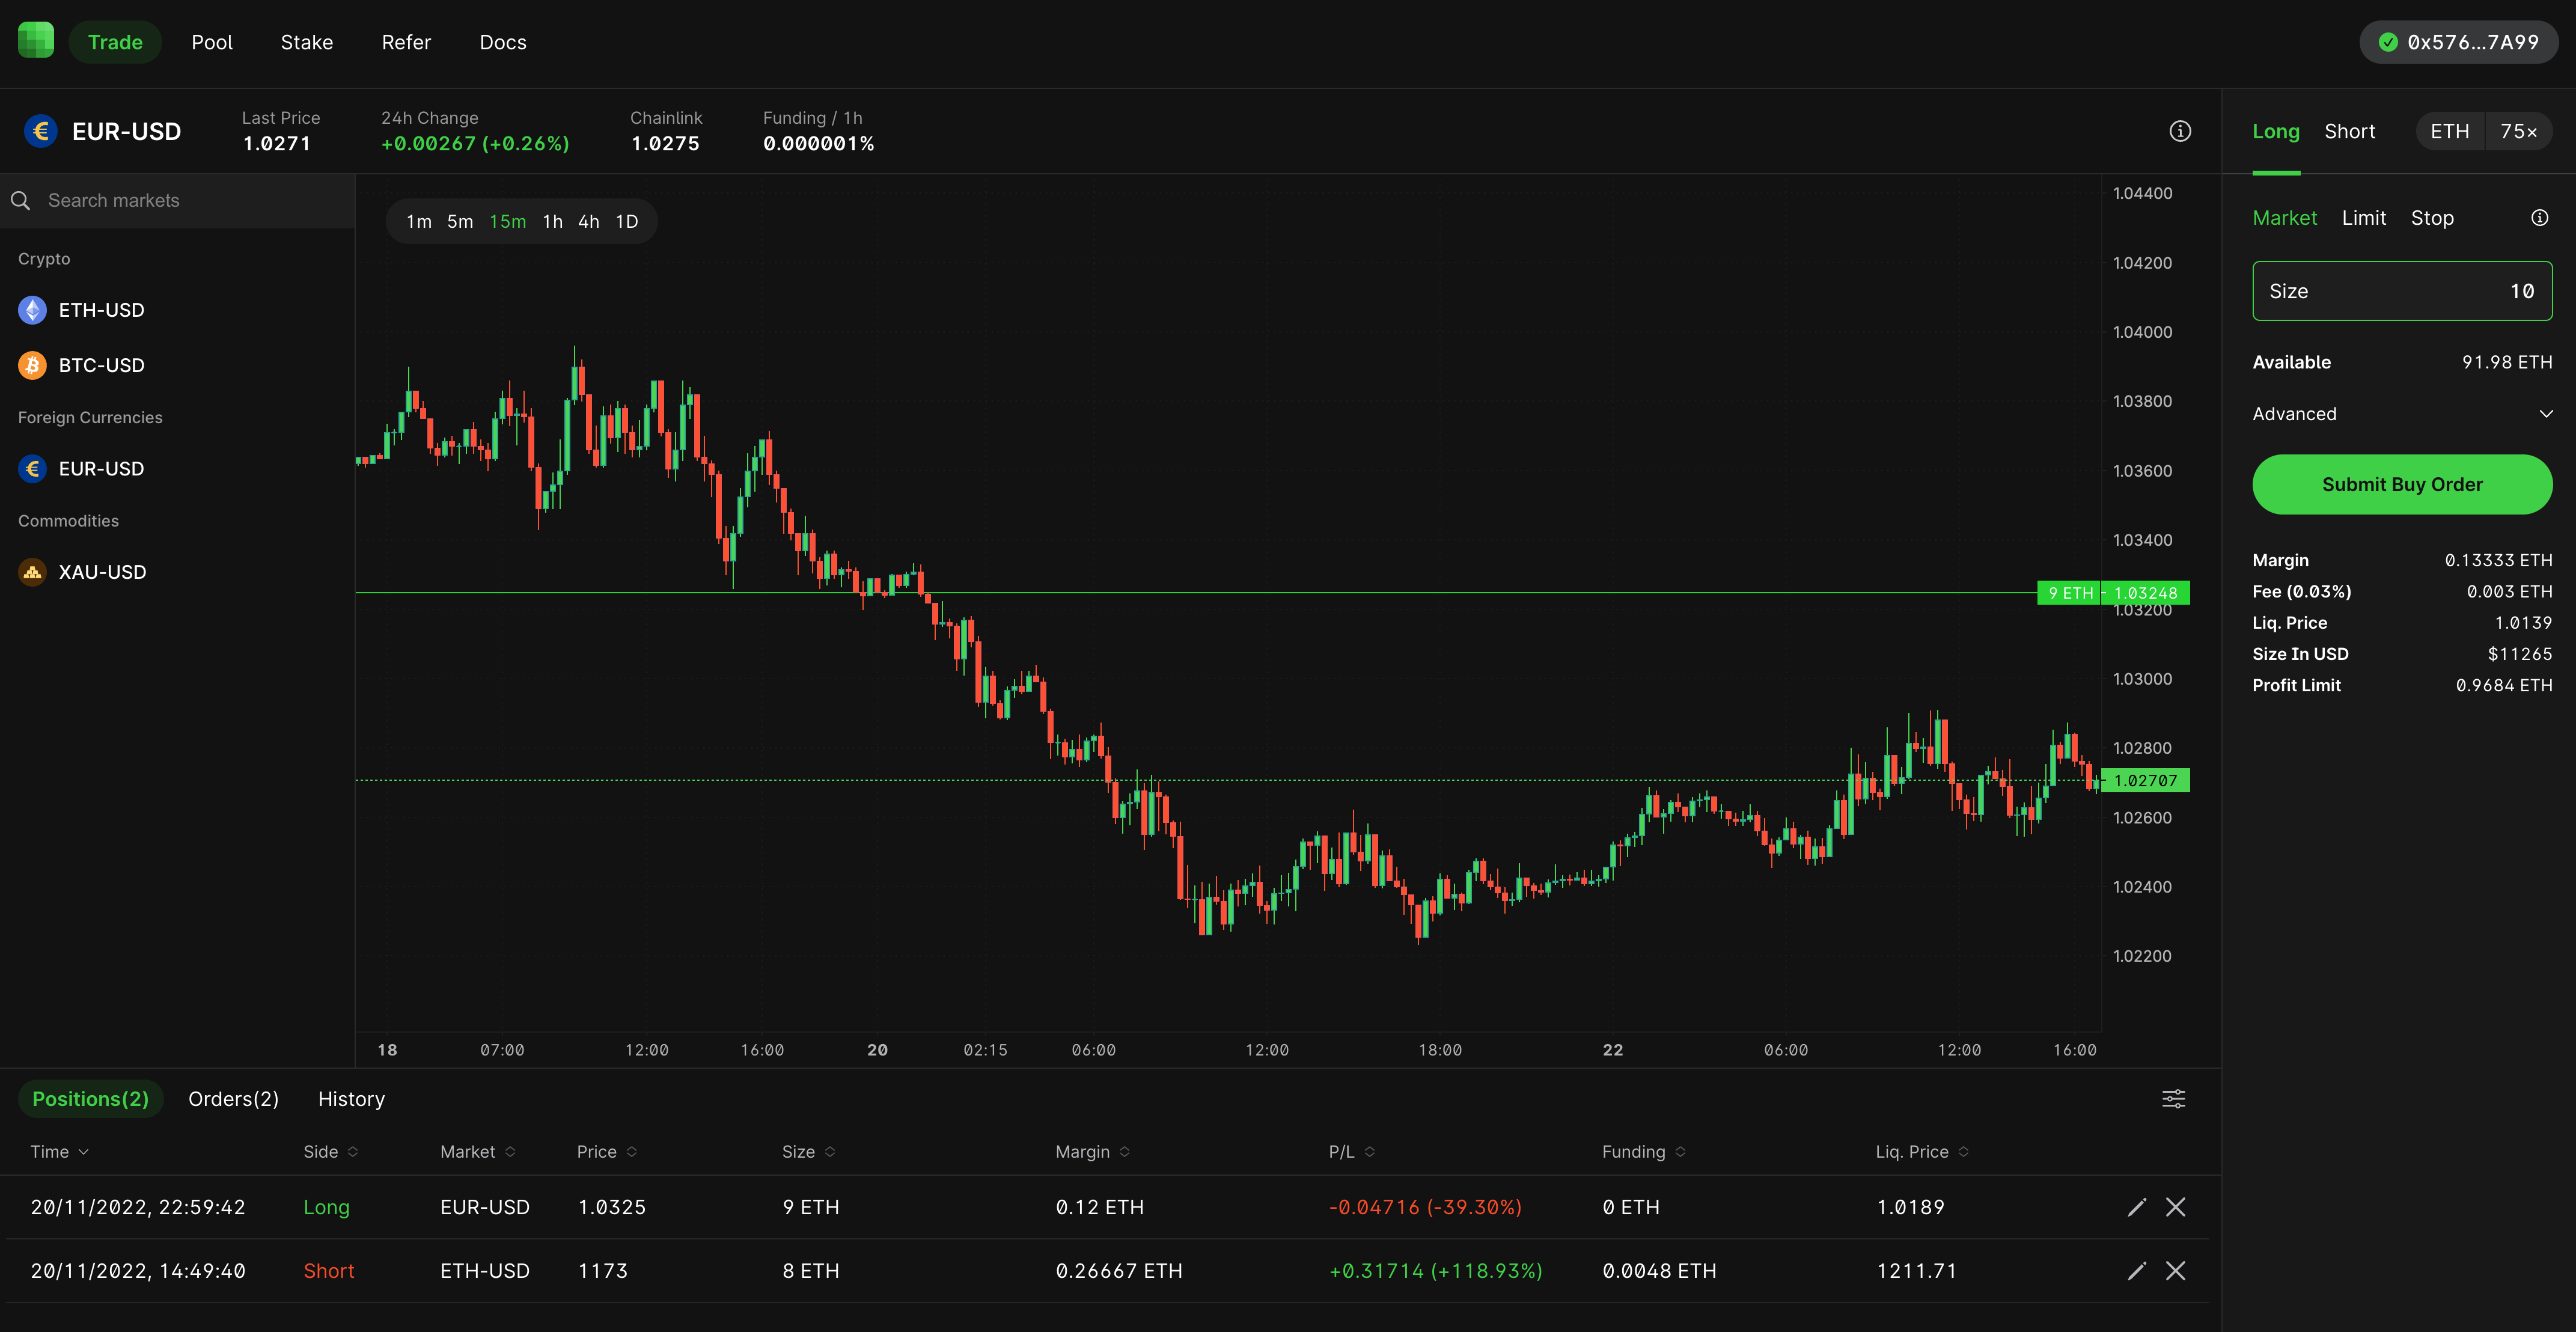 Trade Pool Stake Refer Docs 0x576...7A99
€ EUR-USD
Last Price 24h Change Chainlink Funding / 1h
1.0271 +0.00267 (+0.26%) 1.0275 0.000001%
Long Short ETH 75×
Search markets
Crypto
ETH-USD
BTC-USD
Foreign Currencies
€ EUR-USD
Commodities
XAU-USD
1m 5m 15m 1h 4h 1D
1.04400
1.04200
1.04000
1.03800
1.03600
1.03400
9 ETH 1.03248
1.03200
1.03000
1.02800
1.02707
1.02600
1.02400
1.02200
18 07:00 12:00 16:00 20 02:15 06:00 12:00 18:00 22 06:00 12:00 16:00
Market Limit Stop
Size 10
Available 91.98 ETH
Advanced
Submit Buy Order
Margin 0.13333 ETH
Fee (0.03%) 0.003 ETH
Liq. Price 1.0139
Size In USD $11265
Profit Limit 0.9684 ETH
Positions(2) Orders(2) History
Time Side Market Price Size Margin P/L Funding Liq. Price
20/11/2022, 22:59:42 Long EUR-USD 1.0325 9 ETH 0.12 ETH -0.04716 (-39.30%) 0 ETH 1.0189
20/11/2022, 14:49:40 Short ETH-USD 1173 8 ETH 0.26667 ETH +0.31714 (+118.93%) 0.0048 ETH 1211.71